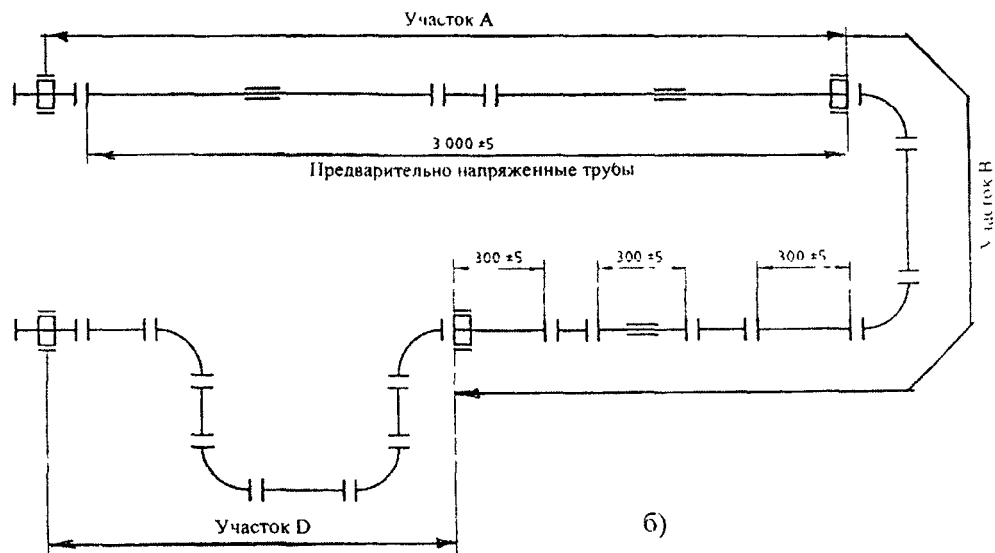 Участок А
3 000 ±5
Предварительно напряженные трубы
Участок В
300 ±5
300 ±5
300 ±5
Участок D
б)